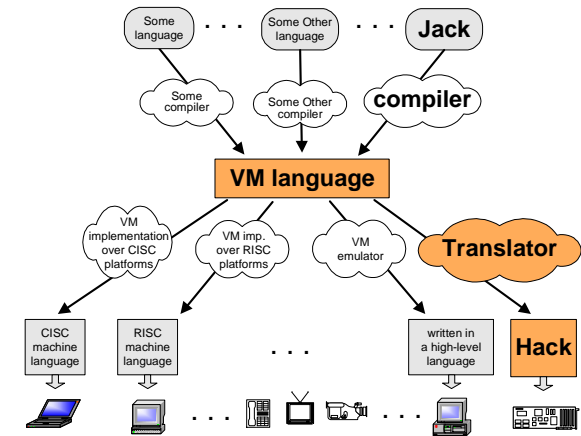 Some
language
. . .
Some Other
language
. . .
Jack
Some
compiler
Some Other
compiler
compiler
VM language
VM
implementation
over CISC
platforms
VM imp.
over RISC
platforms
VM
emulator
Translator
CISC
machine
language
RISC
machine
language
. . .
written in
a high-level
language
Hack
. . .
. . .